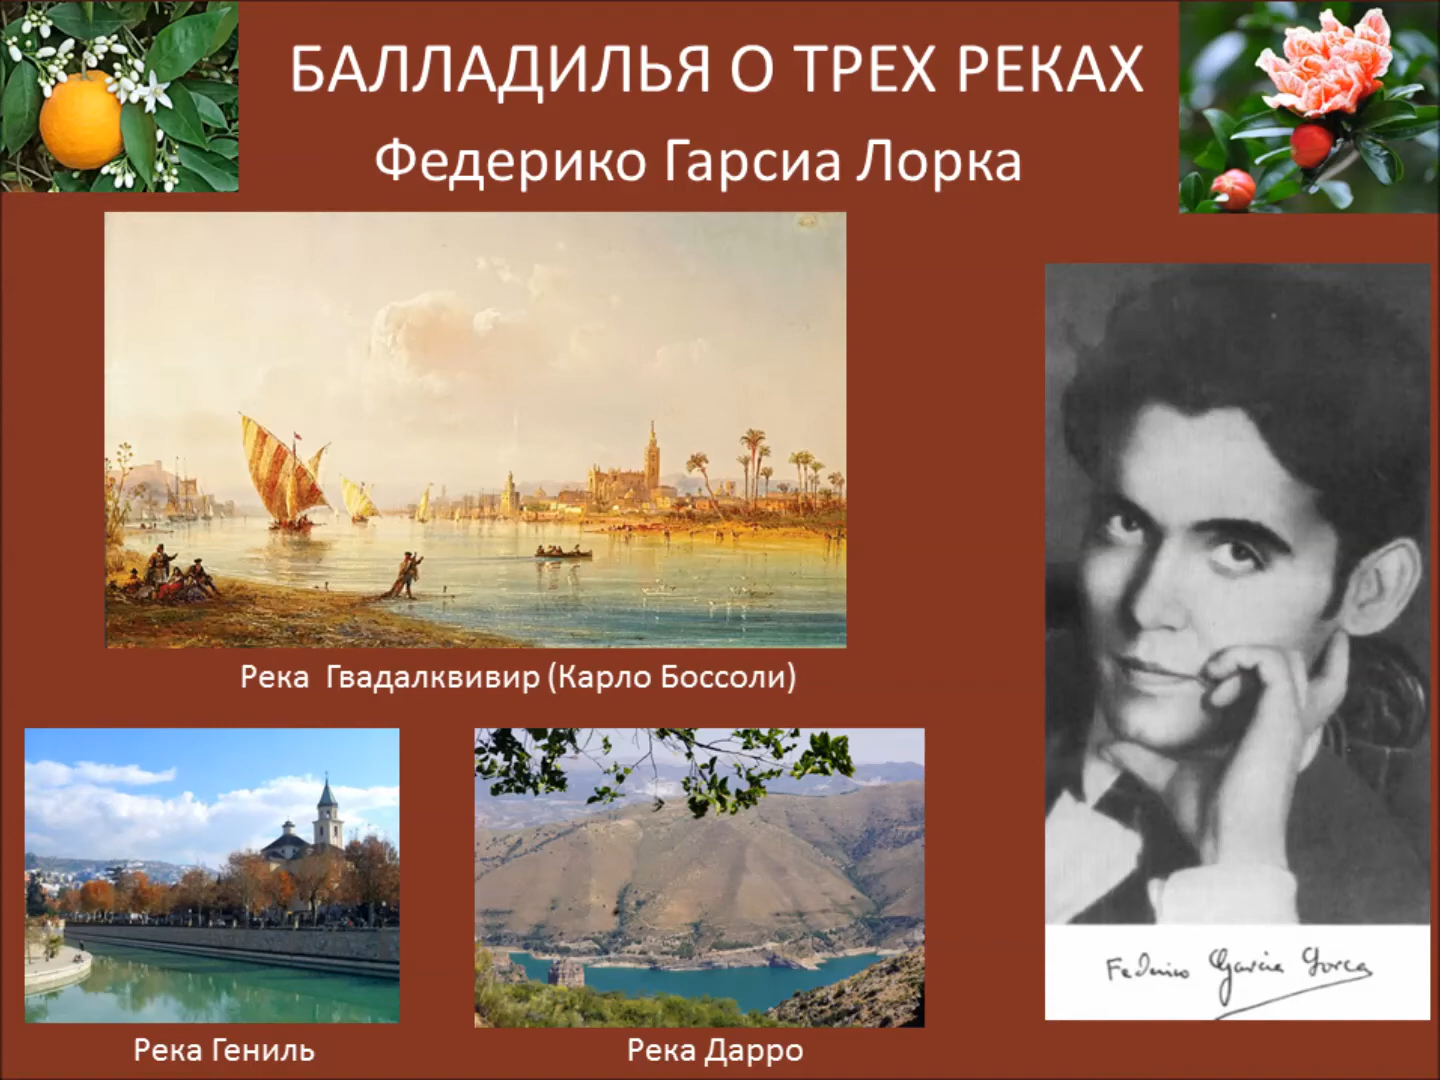 БАЛЛАДИЛЬЯ О ТРЕХ РЕКАХ
Федерико Гарсиа Лорка
Река Гвадалквивир (Карло Боссоли)
Federico García Lorca
Река Гениль
Река Дарро